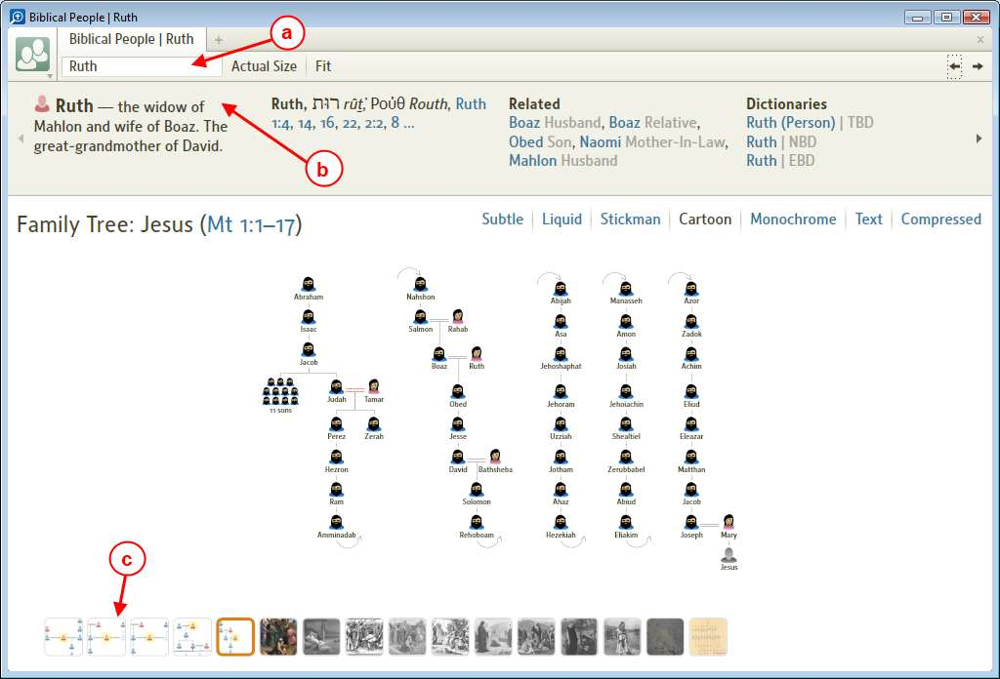 Biblical People | Ruth
Biblical People | Ruth
a
Ruth
Actual Size
Fit
Ruth — the widow of
Mahlon and wife of Boaz. The
great-grandmother of David.
b
Ruth, רוּת rûṯ, Ῥούθ Routh, Ruth
1:4, 14, 16, 22, 2:2, 8 ...
Related
Boaz Husband, Boaz Relative,
Obed Son, Naomi Mother-In-Law,
Mahlon Husband
Dictionaries
Ruth (Person) | TBD
Ruth | NBD
Ruth | EBD
Family Tree: Jesus (Mt 1:1–17)
Subtle
Liquid
Stickman
Cartoon
Monochrome
Text
Compressed
Abraham
Isaac
Jacob
11 sons
Judah
Tamar
Perez
Zerah
Hezron
Ram
Amminadab
Nahshon
Salmon
Rahab
Boaz
Ruth
Obed
Jesse
David
Bathsheba
Solomon
Rehoboam
Abijah
Asa
Jehoshaphat
Jehoram
Uzziah
Jotham
Ahaz
Hezekiah
Manasseh
Amon
Josiah
Jehoiachin
Shealtiel
Zerubbabel
Abiud
Eliakim
Azor
Zadok
Achim
Eliud
Eleazar
Matthan
Jacob
Joseph
Mary
Jesus
c